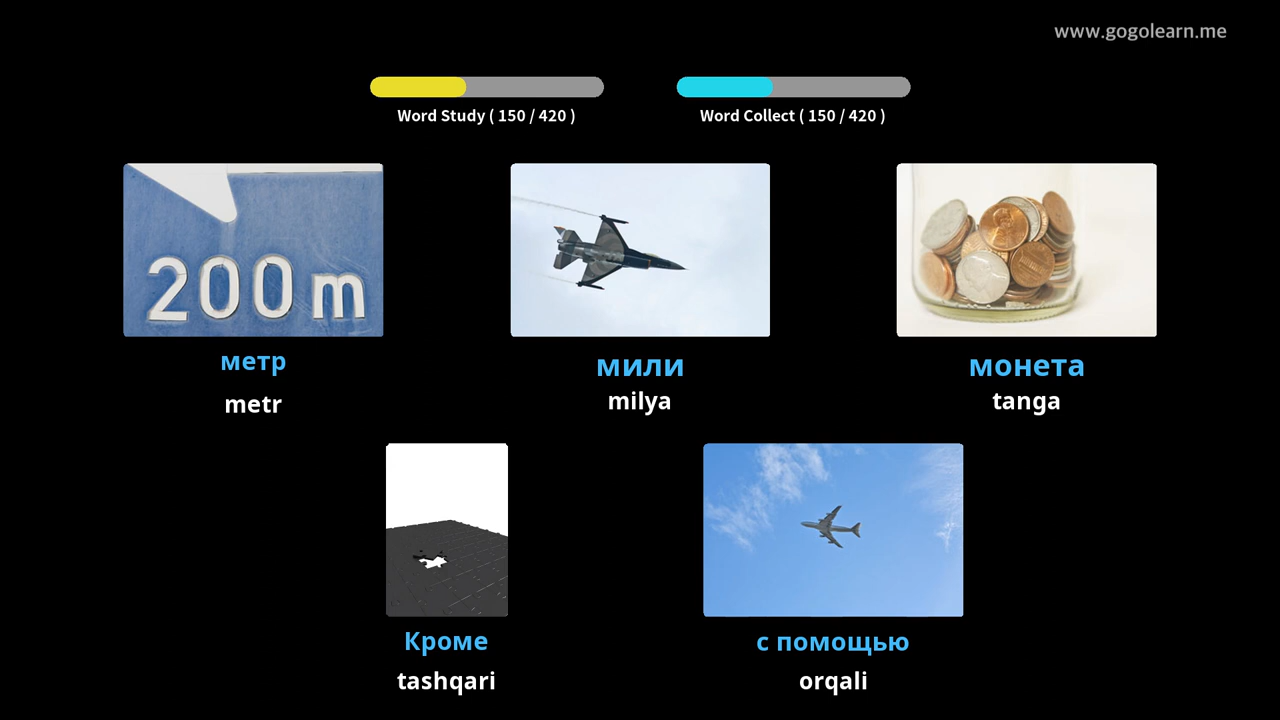 www.gogolearn.me
Word Study ( 150 / 420 )
Word Collect ( 150 / 420 )
200 m
метр
metr
мили
milya
монета
tanga
Кроме
tashqari
с помощью
orqali